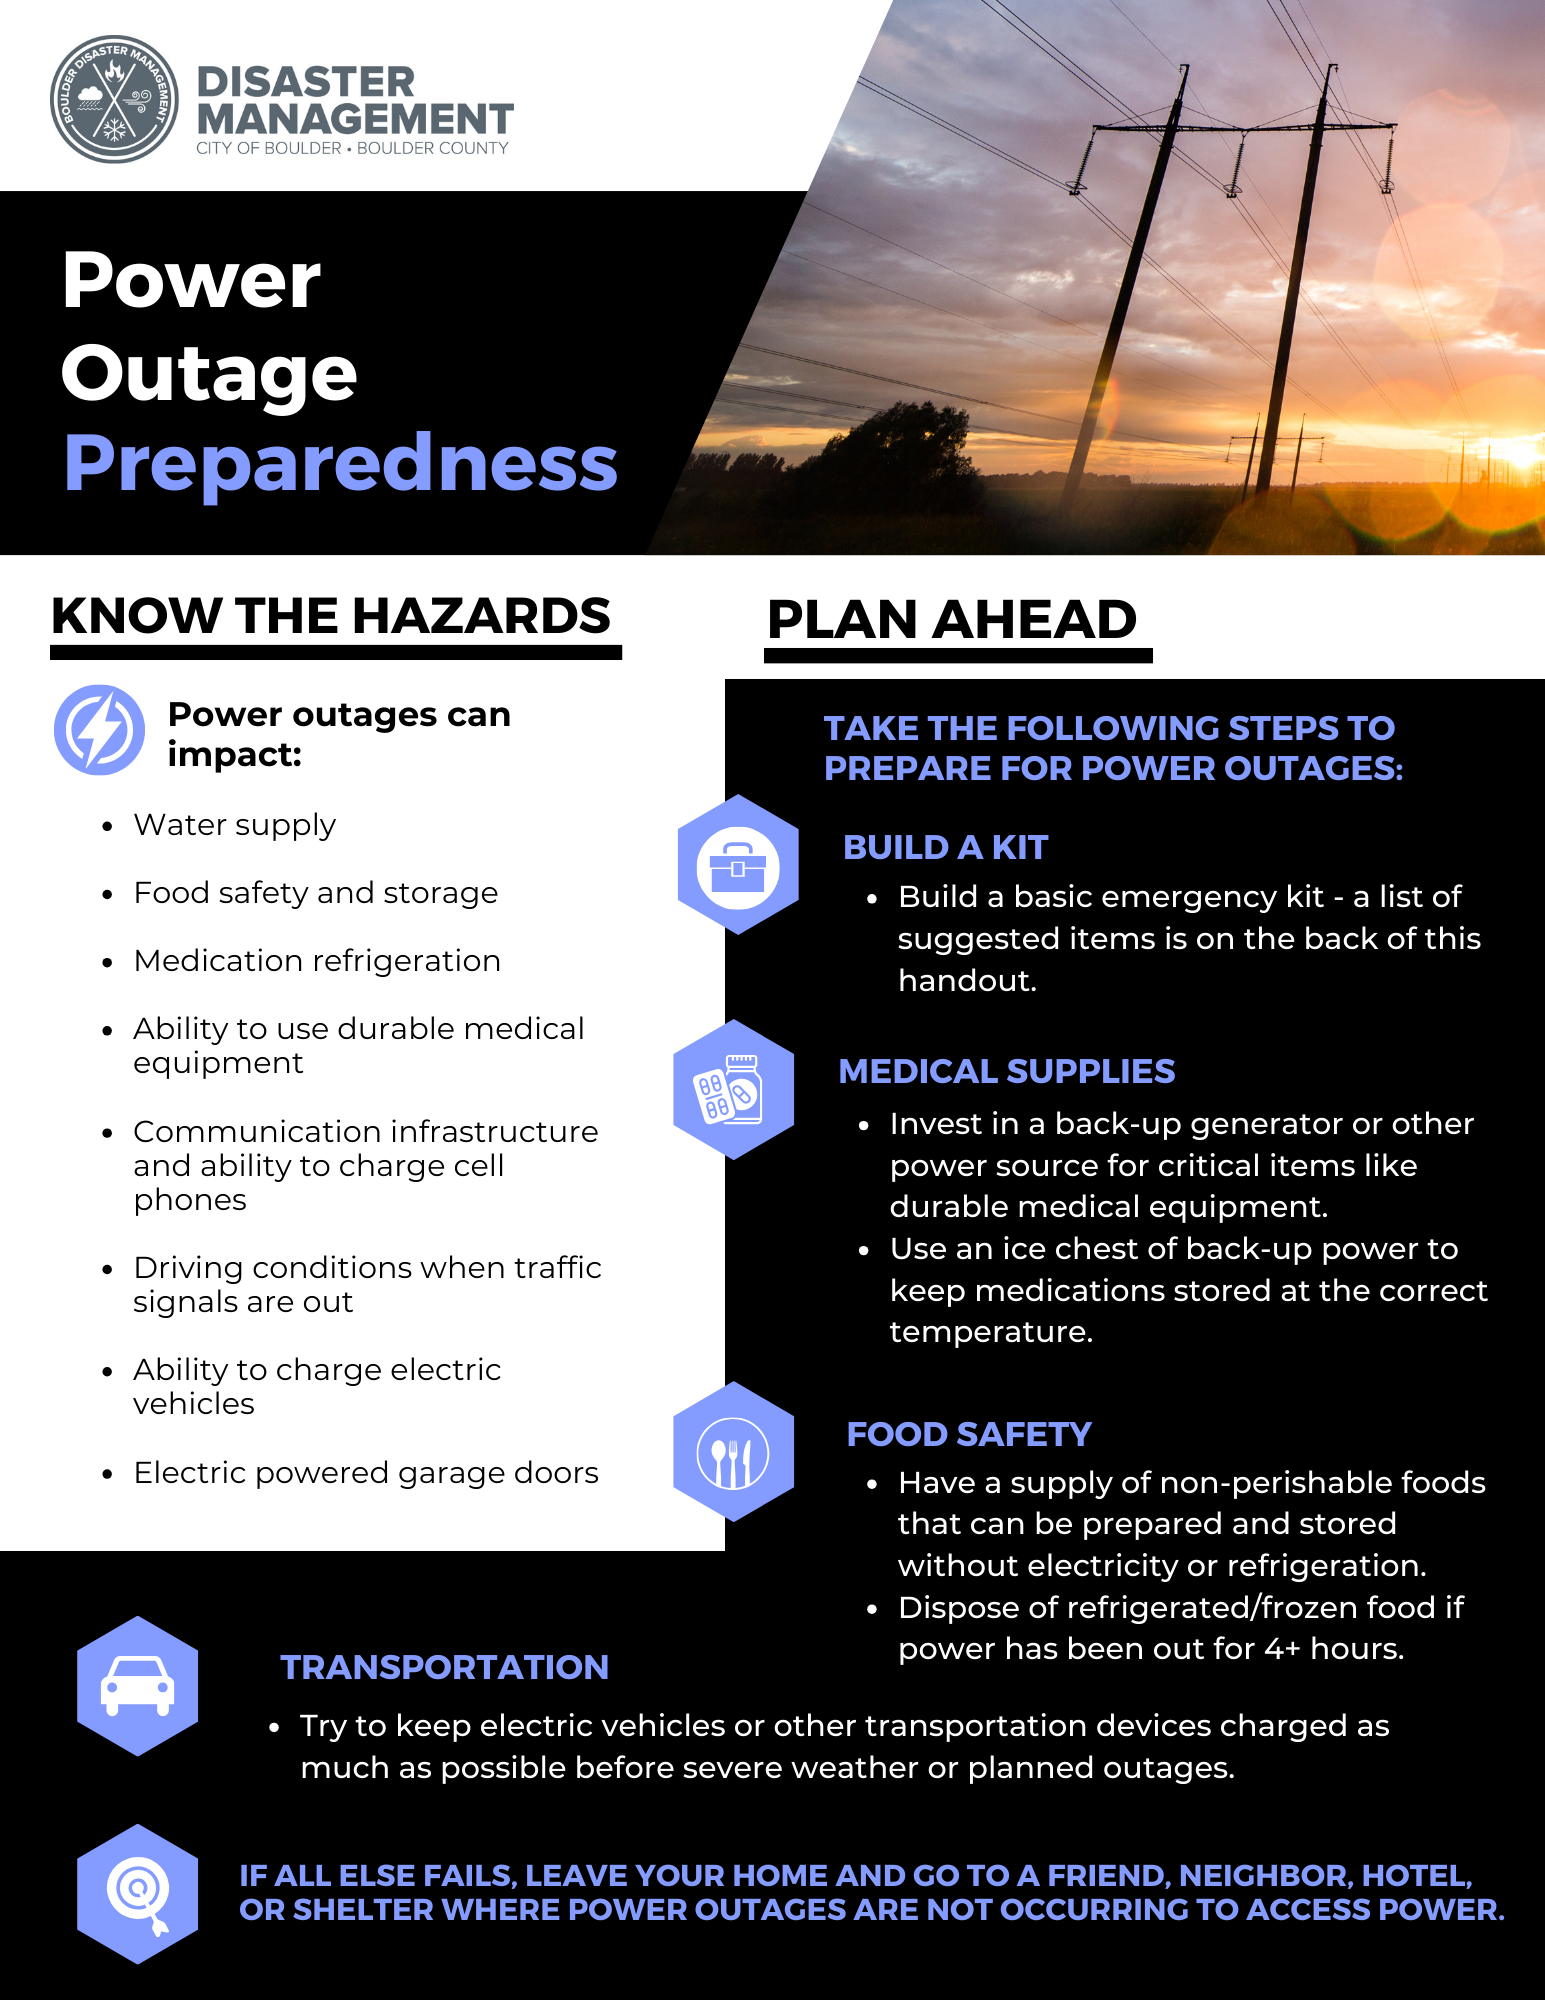 BOULDER DISASTER MANAGEMENT
DISASTER
MANAGEMENT
CITY OF BOULDER • BOULDER COUNTY
Power
Outage
Preparedness
KNOW THE HAZARDS
Power outages can
impact:
• Water supply
• Food safety and storage
• Medication refrigeration
• Ability to use durable medical
equipment
• Communication infrastructure
and ability to charge cell
phones
• Driving conditions when traffic
signals are out
• Ability to charge electric
vehicles
• Electric powered garage doors
PLAN AHEAD
TAKE THE FOLLOWING STEPS TO
PREPARE FOR POWER OUTAGES:
BUILD A KIT
• Build a basic emergency kit - a list of
suggested items is on the back of this
handout.
MEDICAL SUPPLIES
• Invest in a back-up generator or other
power source for critical items like
durable medical equipment.
• Use an ice chest of back-up power to
keep medications stored at the correct
temperature.
FOOD SAFETY
• Have a supply of non-perishable foods
that can be prepared and stored
without electricity or refrigeration.
• Dispose of refrigerated/frozen food if
power has been out for 4+ hours.
TRANSPORTATION
• Try to keep electric vehicles or other transportation devices charged as
much as possible before severe weather or planned outages.
IF ALL ELSE FAILS, LEAVE YOUR HOME AND GO TO A FRIEND, NEIGHBOR, HOTEL,
OR SHELTER WHERE POWER OUTAGES ARE NOT OCCURRING TO ACCESS POWER.